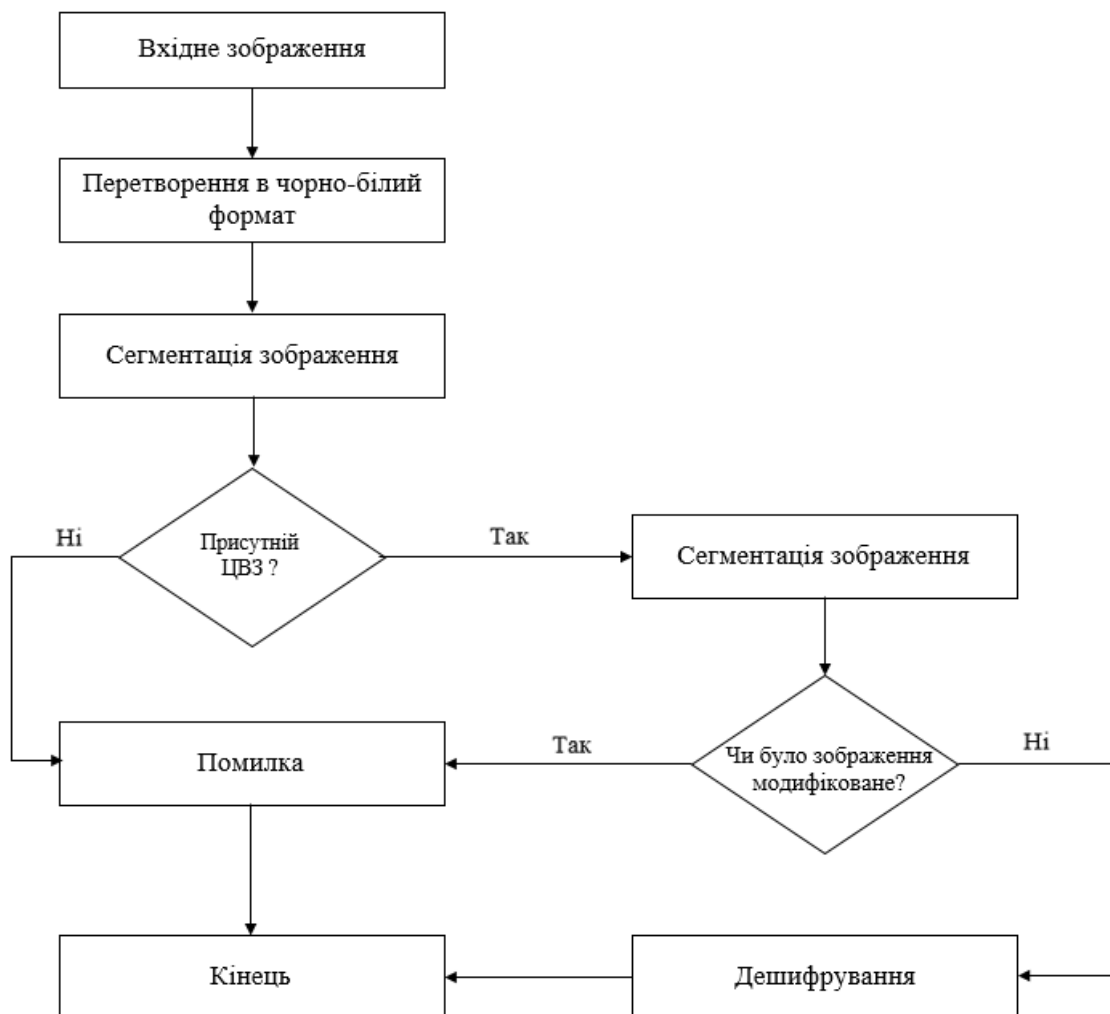 Вхідне зображення
Перетворення в чорно-білий
формат
Сегментація зображення
Ні
Присутній
ЦВЗ ?
Так
Сегментація зображення
Помилка
Так
Чи було зображення
модифіковане?
Ні
Кінець
Дешифрування